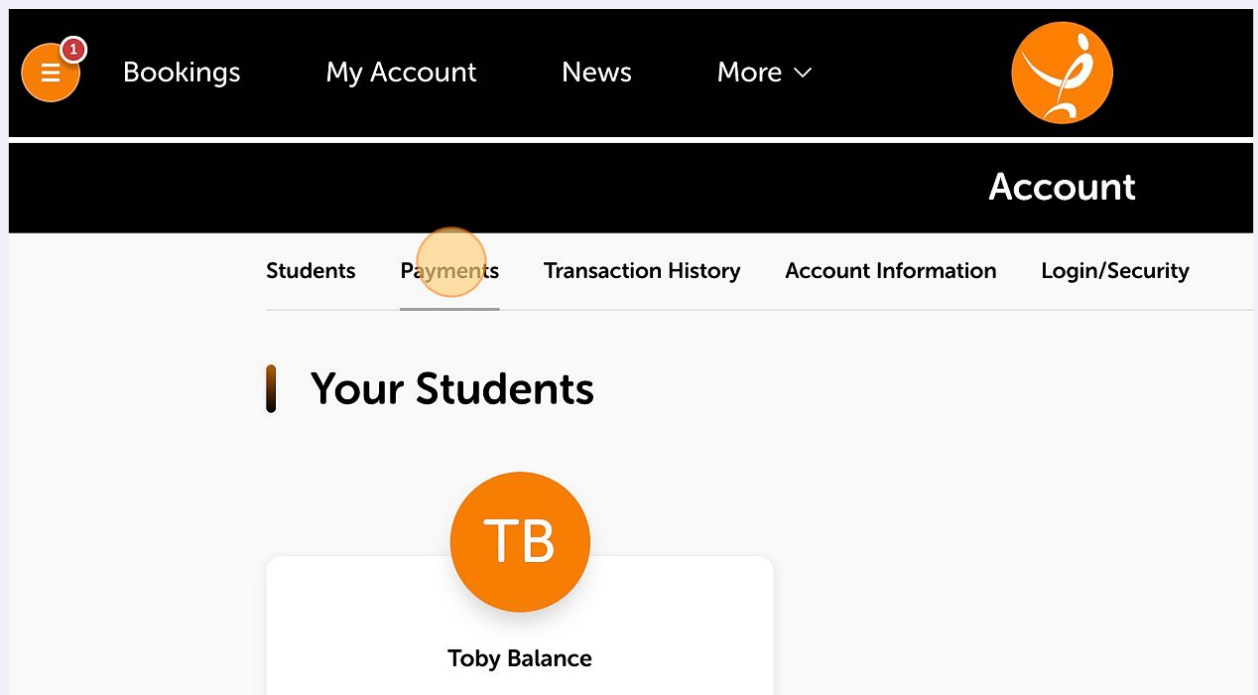 1
Bookings My Account News More
Account
Students Payments Transaction History Account Information Login/Security
Your Students
TB
Toby Balance